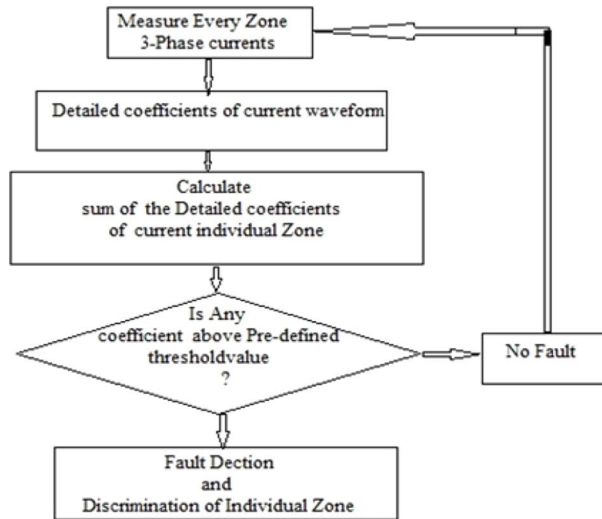 Measure Every Zone
3-Phase currents
Detailed coefficients of current waveform
Calculate
sum of the Detailed coefficients
of current individual Zone
Is Any
coefficient above Pre-defined
thresholdvalue
?
No Fault
Fault Dection
and
Discrimination of Individual Zone